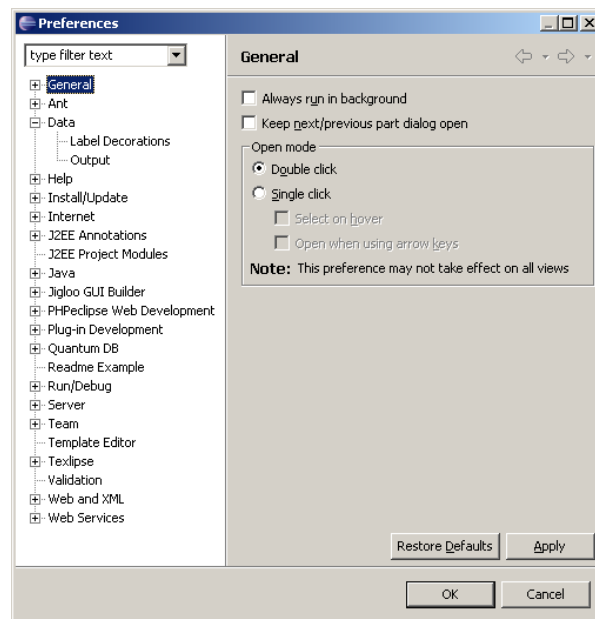 Preferences
type filter text
General
Ant
Data
Label Decorations
Output
Help
Install/Update
Internet
J2EE Annotations
J2EE Project Modules
Java
Jigloo GUI Builder
PHPeclipse Web Development
Plug-in Development
Quantum DB
Readme Example
Run/Debug
Server
Team
Template Editor
Texlipse
Validation
Web and XML
Web Services
General
Always run in background
Keep next/previous part dialog open
Open mode
Double click
Single click
Select on hover
Open when using arrow keys
Note: This preference may not take effect on all views
Restore Defaults
Apply
OK
Cancel